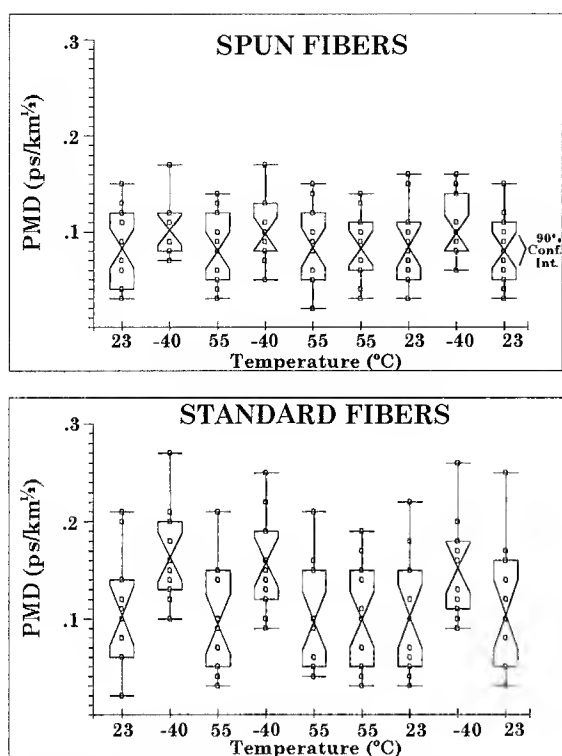 SPUN FIBERS
.3
.2
.1
PMD (ps/km½)
90%
Conf.
Int.
23 -40 55 -40 55 55 23 -40 23
Temperature (°C)
STANDARD FIBERS
.3
.2
.1
PMD (ps/km½)
23 -40 55 -40 55 55 23 -40 23
Temperature (°C)